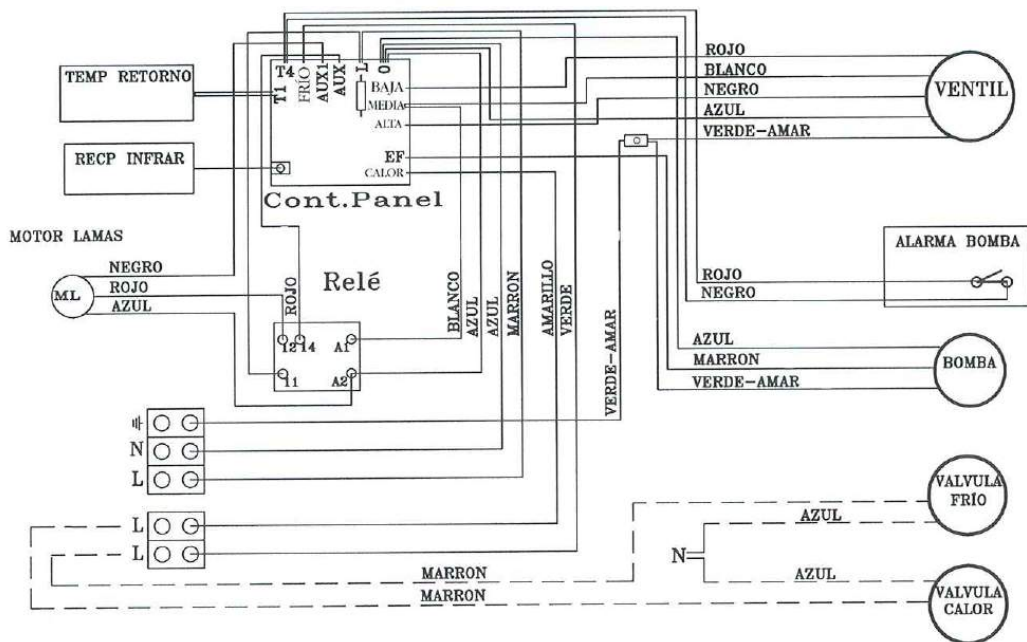 T4
T1
FRÍO
AUX1
AUX
L
0
BAJA
MEDIA
ALTA
EF
CALOR
Cont.Panel
TEMP RETORNO
RECP INFRAR
MOTOR LAMAS
ML
NEGRO
ROJO
AZUL
ROJO
Relé
12
14
A1
11
A2
BLANCO
AZUL
AZUL
MARRON
AMARILLO
VERDE
VERDE-AMAR
ROJO
BLANCO
NEGRO
AZUL
VERDE-AMAR
VENTIL
ALARMA BOMBA
ROJO
NEGRO
AZUL
MARRON
VERDE-AMAR
BOMBA
N
L
L
L
VALVULA
FRÍO
AZUL
N
AZUL
MARRON
MARRON
VALVULA
CALOR